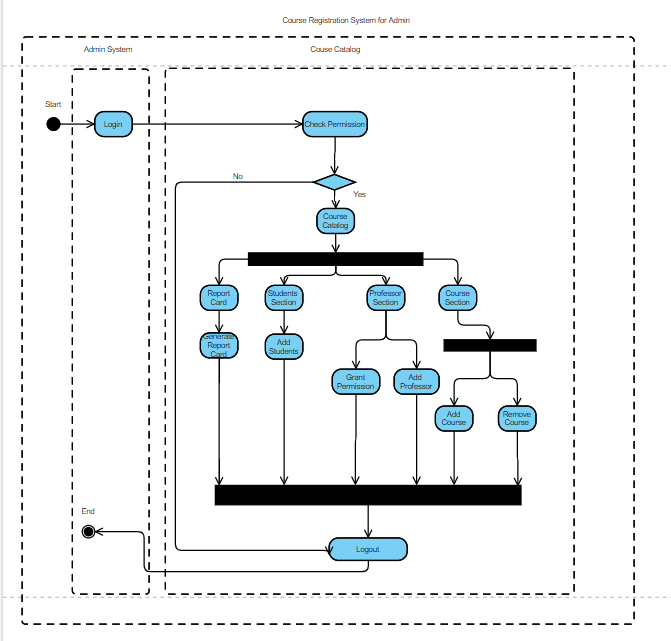 Course Registration System for Admin
Admin System
Couse Catalog
Start
Login
Check Permission
No
Yes
Course
Catalog
Report
Card
Students
Section
Professor
Section
Course
Section
Generate
Report
Card
Add
Students
Grant
Permission
Add
Professor
Add
Course
Remove
Course
End
Logout